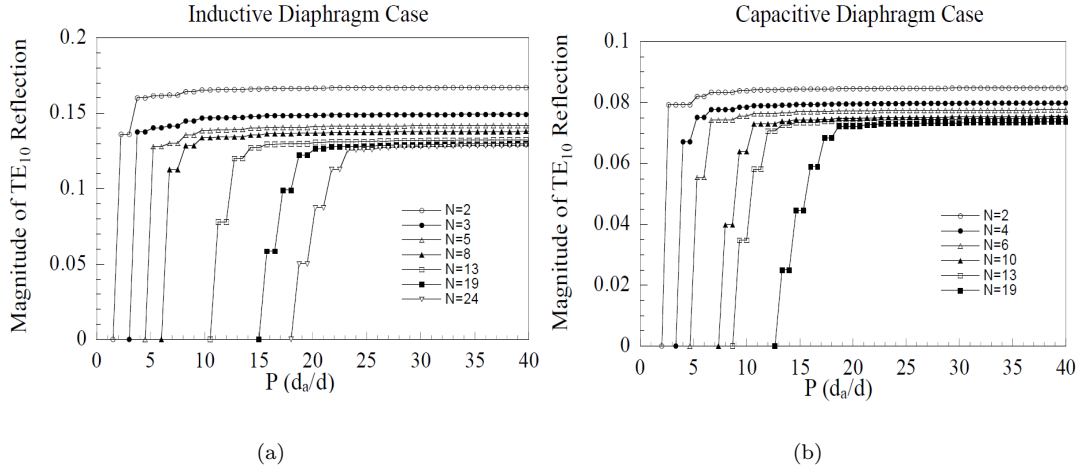 Inductive Diaphragm Case
Magnitude of TE10 Reflection
0.2
0.15
0.1
0.05
0
N=2
N=3
N=5
N=8
N=13
N=19
N=24
0 5 10 15 20 25 30 35 40
P (da/d)
(a)
Capacitive Diaphragm Case
Magnitude of TE10 Reflection
0.1
0.08
0.06
0.04
0.02
0
N=2
N=4
N=6
N=10
N=13
N=19
0 5 10 15 20 25 30 35 40
P (da/d)
(b)